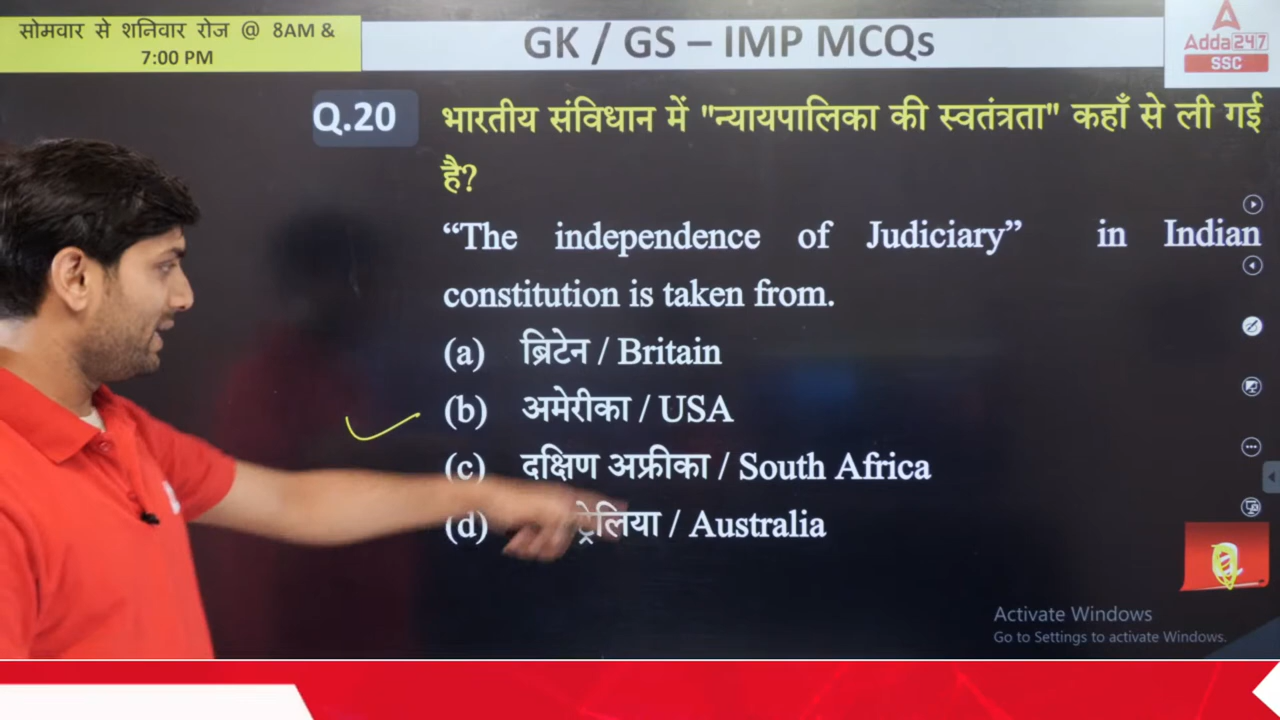 सोमवार से शनिवार रोज @ 8AM &
7:00 PM
GK / GS – IMP MCQs
Adda 247
SSC
Q.20
भारतीय संविधान में "न्यायपालिका की स्वतंत्रता" कहाँ से ली गई
है?
“The independence of Judiciary” in Indian
constitution is taken from.
(a) ब्रिटेन / Britain
(b) अमेरीका / USA
(c) दक्षिण अफ्रीका / South Africa
(d) / Australia
Activate Windows
Go to Settings to activate Windows.